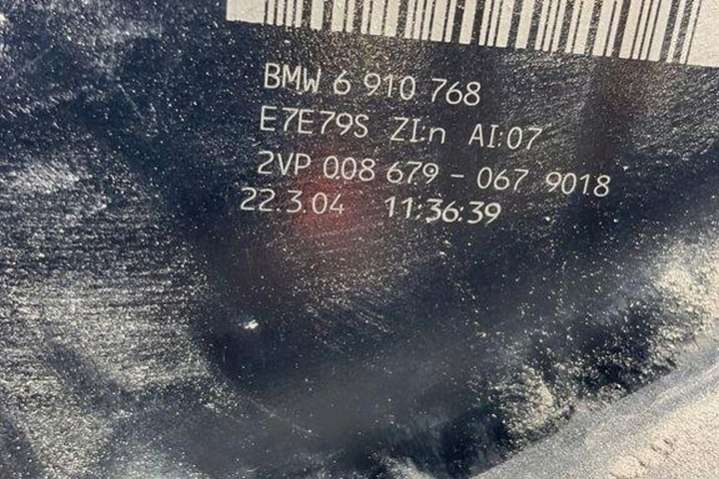 BMW 6 910 768
E7E79S ZI:n AI:07
2VP 008 679 - 067 9018
22.3.04 11:36:39